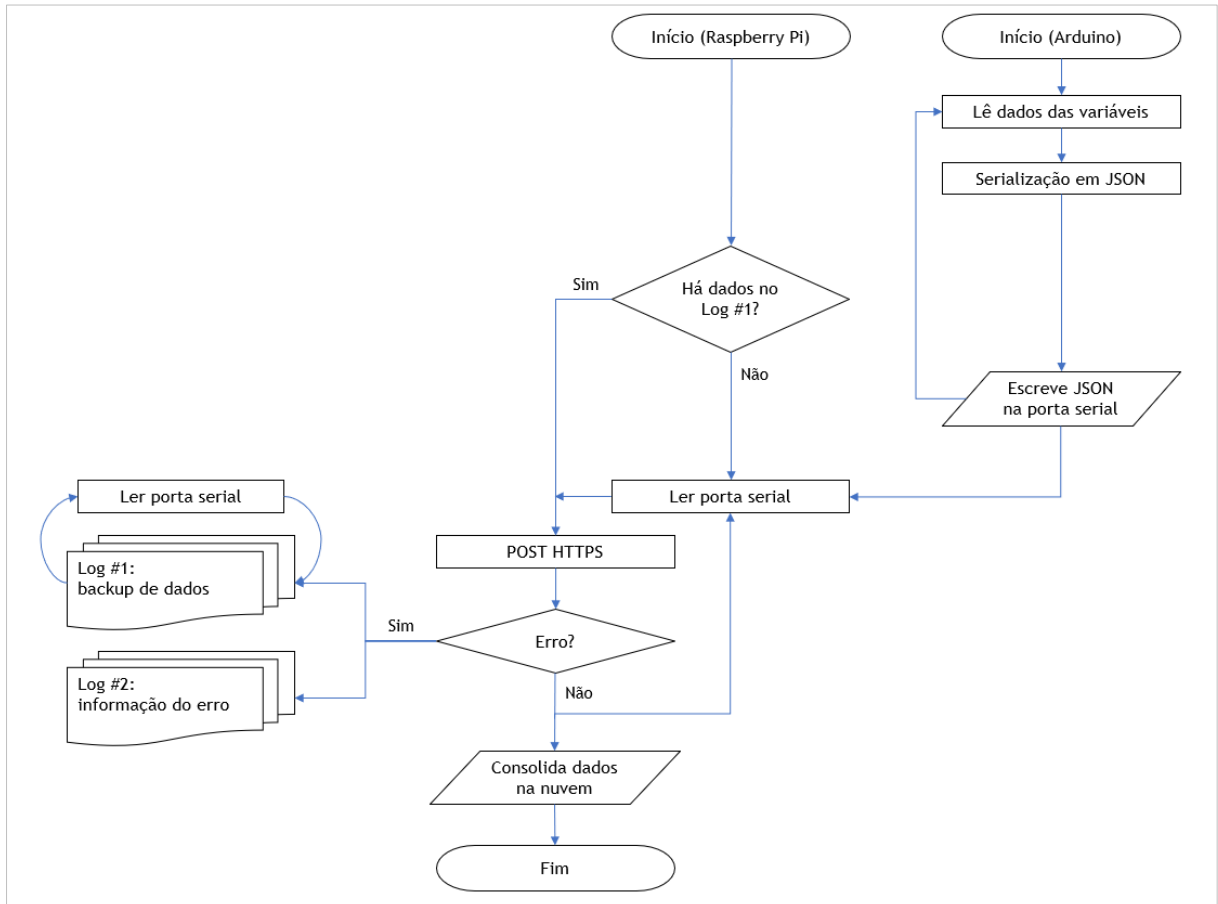 Início (Raspberry Pi)
Início (Arduino)
Lê dados das variáveis
Serialização em JSON
Sim
Há dados no
Log #1?
Não
Escreve JSON
na porta serial
Ler porta serial
Ler porta serial
POST HTTPS
Log #1:
backup de dados
Sim
Erro?
Log #2:
informação do erro
Não
Consolida dados
na nuvem
Fim